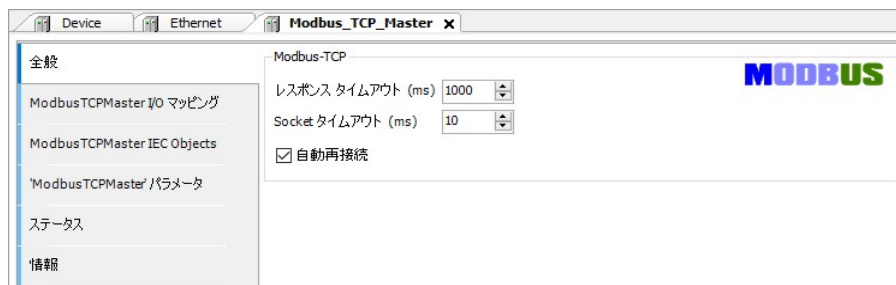 Device Ethernet Modbus_TCP_Master x
全般
ModbusTCPMaster I/O マッピング
ModbusTCPMaster IEC Objects
'ModbusTCPMaster' パラメータ
ステータス
情報
Modbus-TCP
MODBUS
レスポンス タイムアウト (ms) 1000
Socket タイムアウト (ms) 10
自動再接続